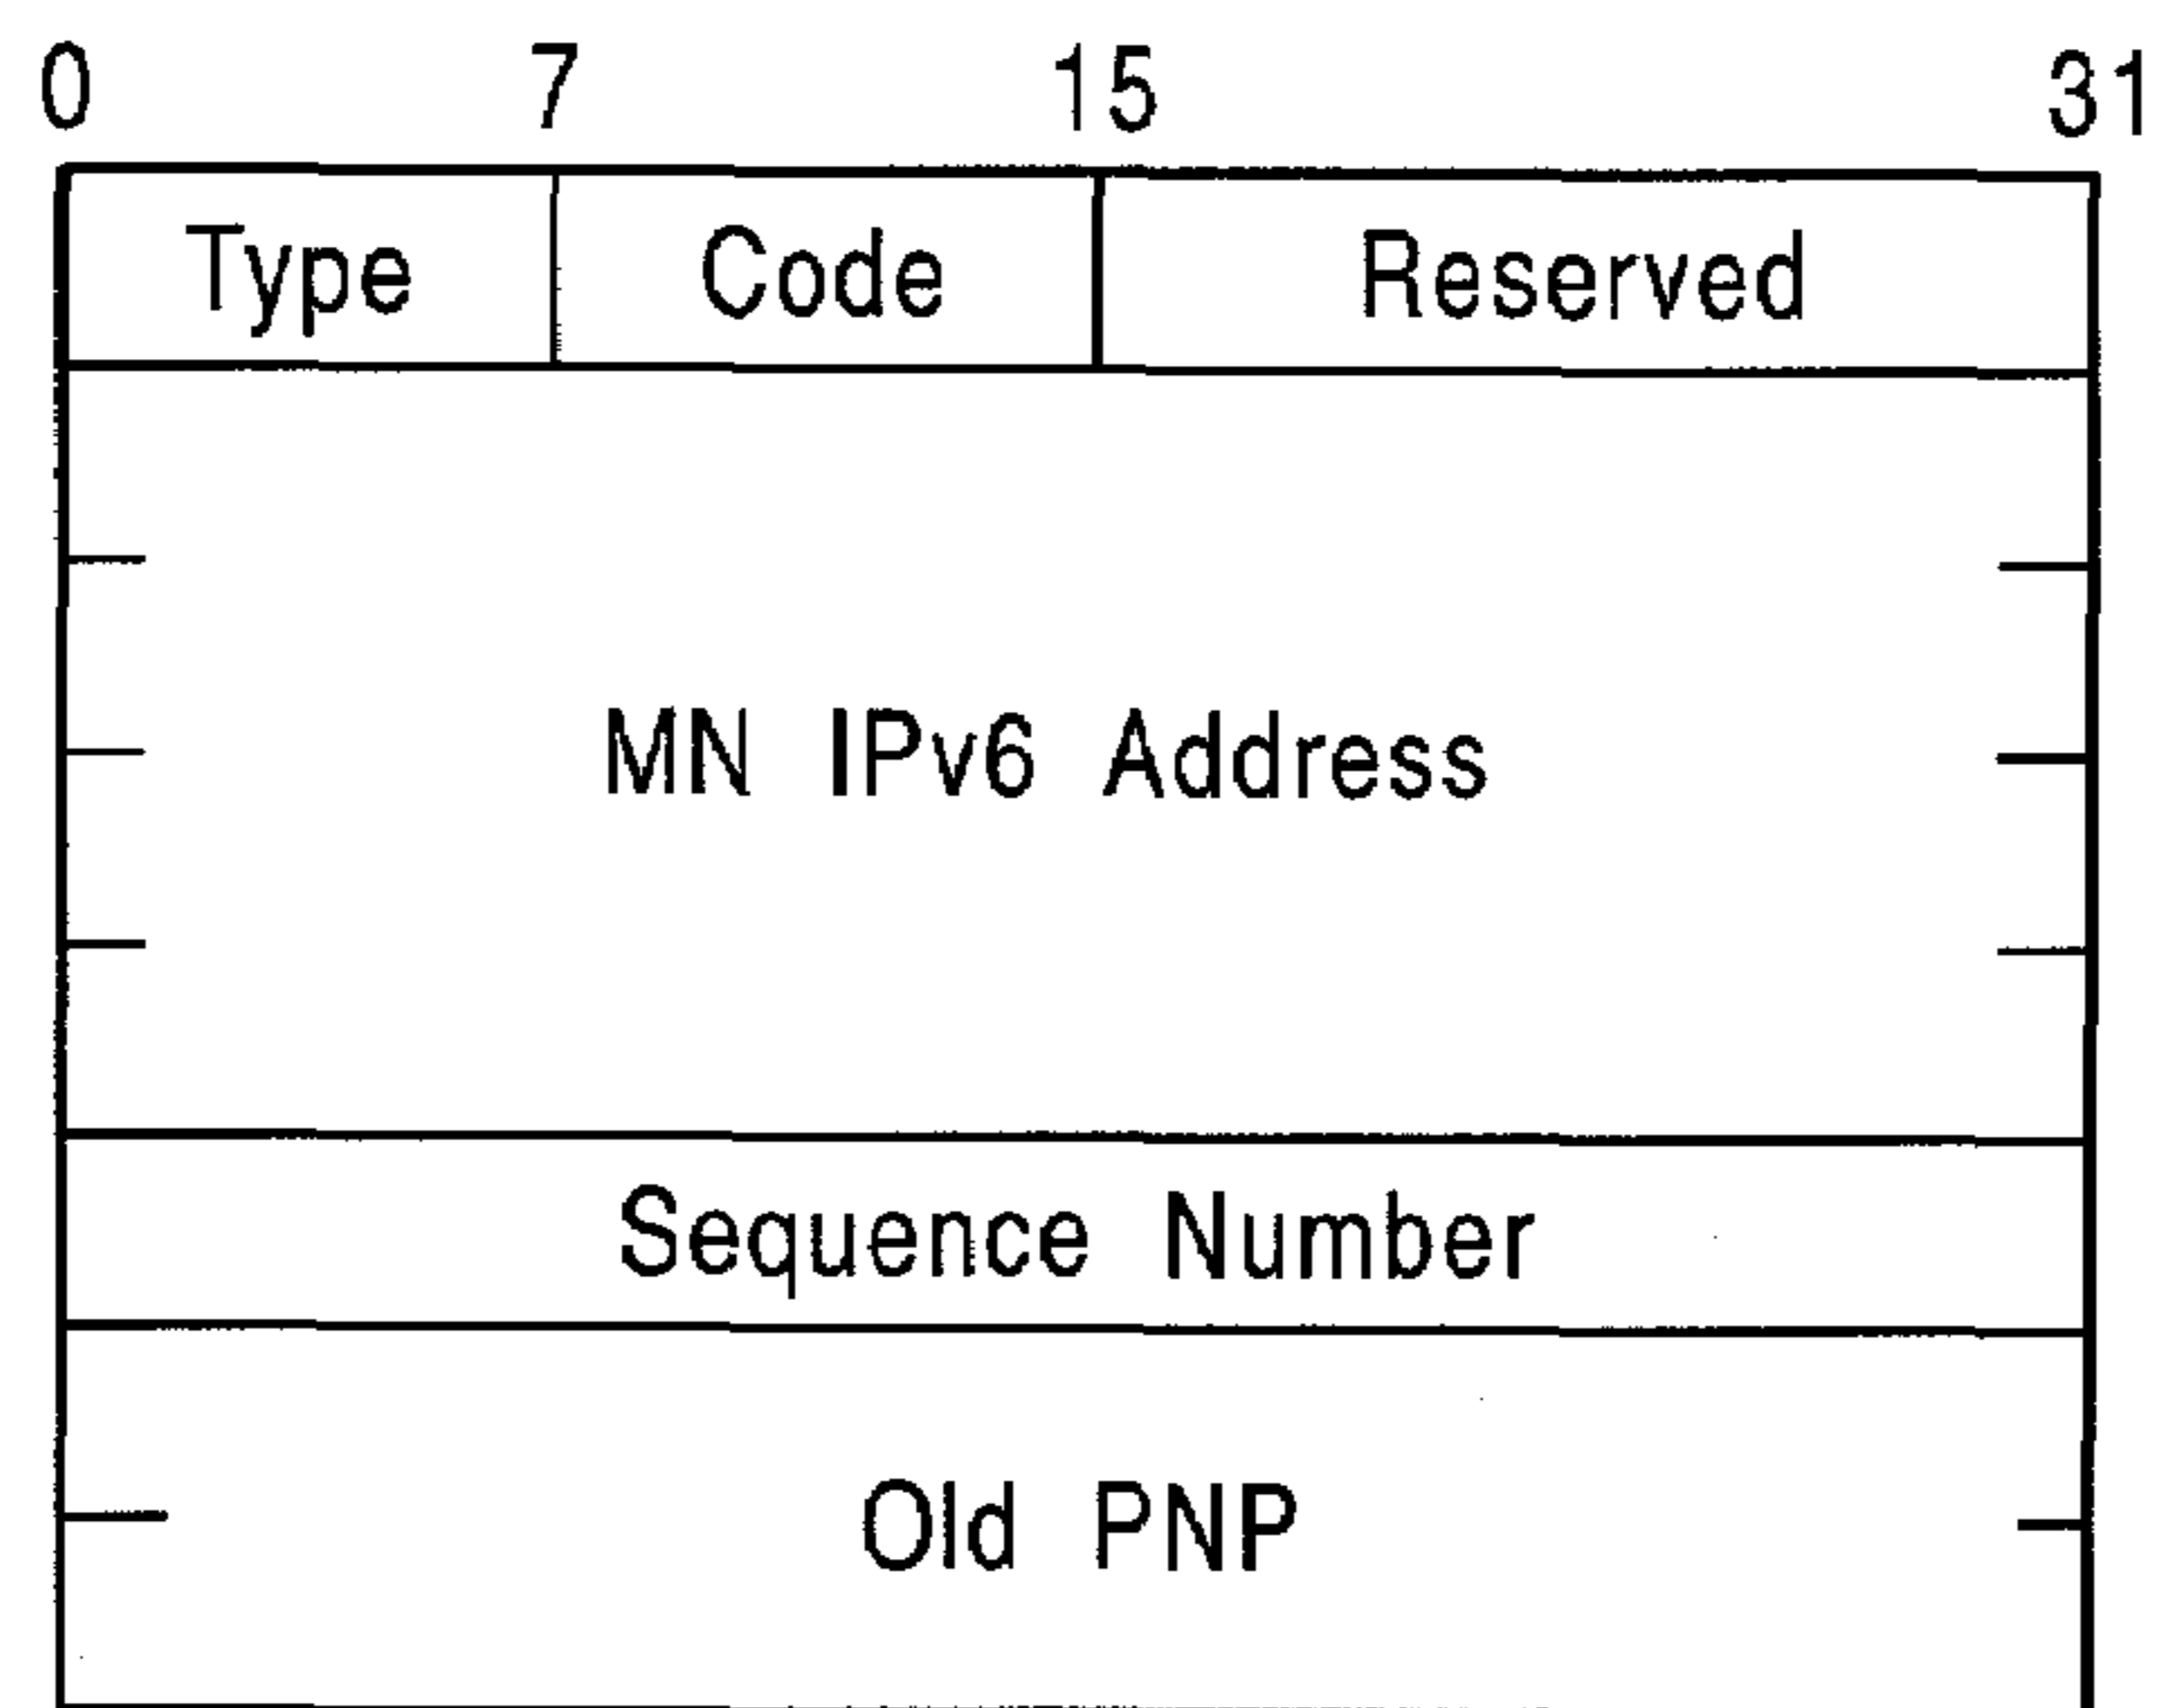 0 7 15 31
Type Code Reserved
MN IPv6 Address
Sequence Number
Old PNP